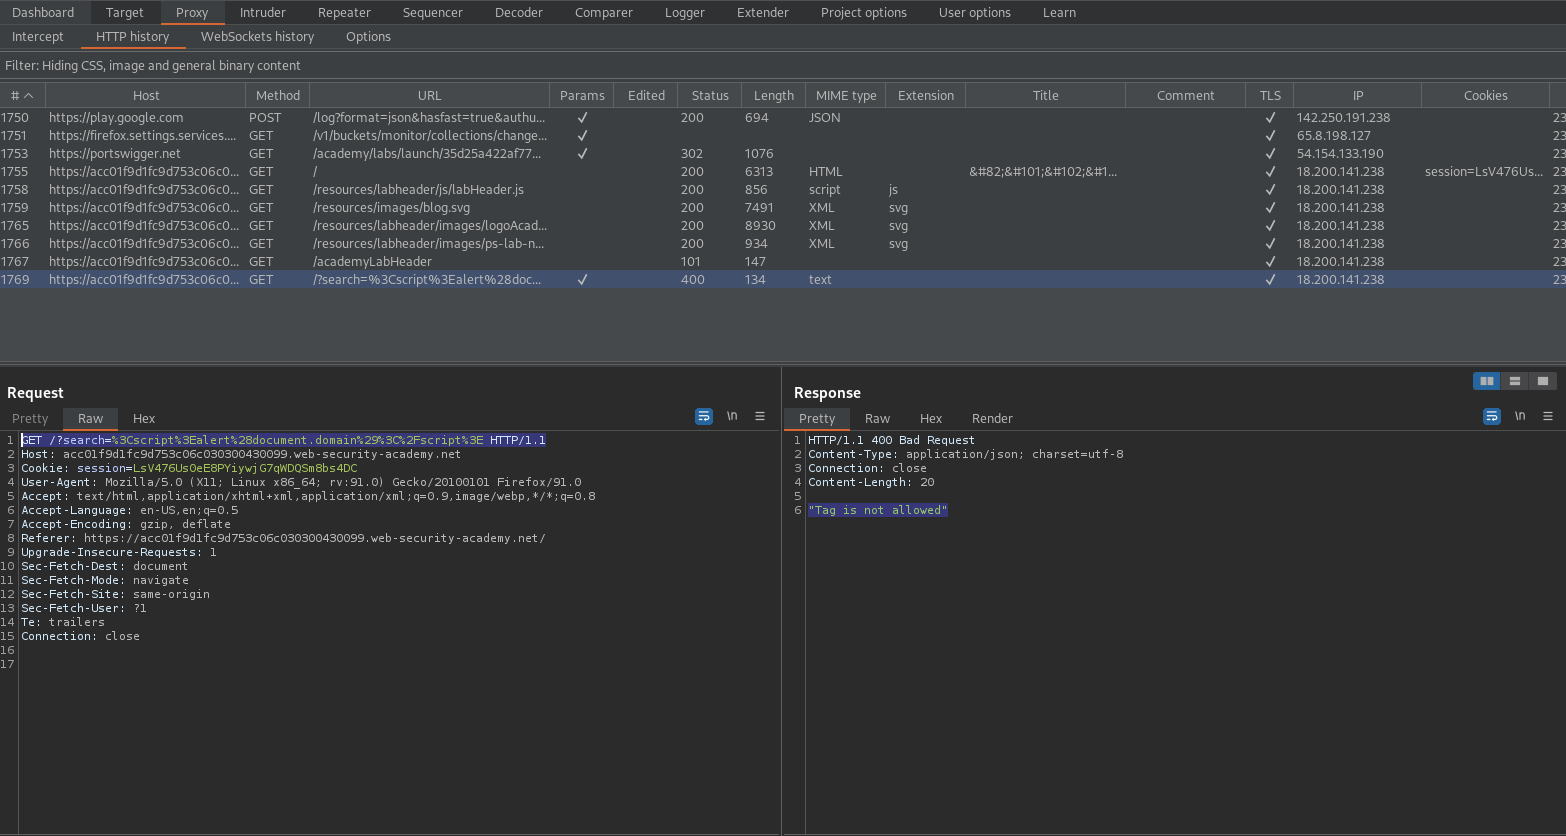 Dashboard Target Proxy Intruder Repeater Sequencer Decoder Comparer Logger Extender Project options User options Learn
Intercept HTTP history WebSockets history Options
Filter: Hiding CSS, image and general binary content
# Host Method URL Params Edited Status Length MIME type Extension Title Comment TLS IP Cookies
1750 https://play.google.com POST /log?format=json&hasfast=true&authu... ✓ 200 694 JSON ✓ 142.250.191.238 23
1751 https://firefox.settings.services.... GET /v1/buckets/monitor/collections/change... ✓ ✓ 65.8.198.127 23
1753 https://portswigger.net GET /academy/labs/launch/35d25a422af77... ✓ 302 1076 ✓ 54.154.133.190 23
1755 https://acc01f9d1fc9d753c06c0... GET / 200 6313 HTML &#82;&#101;&#102;&#1... ✓ 18.200.141.238 session=LsV476Us... 23
1758 https://acc01f9d1fc9d753c06c0... GET /resources/labheader/js/labHeader.js 200 856 script js ✓ 18.200.141.238 23
1759 https://acc01f9d1fc9d753c06c0... GET /resources/images/blog.svg 200 7491 XML svg ✓ 18.200.141.238 23
1765 https://acc01f9d1fc9d753c06c0... GET /resources/labheader/images/logoAcad... 200 8930 XML svg ✓ 18.200.141.238 23
1766 https://acc01f9d1fc9d753c06c0... GET /resources/labheader/images/ps-lab-n... 200 934 XML svg ✓ 18.200.141.238 23
1767 https://acc01f9d1fc9d753c06c0... GET /academyLabHeader 101 147 ✓ 18.200.141.238 23
1769 https://acc01f9d1fc9d753c06c0... GET /?search=%3Cscript%3Ealert%28doc... ✓ 400 134 text ✓ 18.200.141.238 23
Request
Pretty Raw Hex \n
1 GET /?search=%3Cscript%3Ealert%28document.domain%29%3C%2Fscript%3E HTTP/1.1
2 Host: acc01f9d1fc9d753c06c030300430099.web-security-academy.net
3 Cookie: session=LsV476UsOeE8PYiywjG7qWDQSm8bs4DC
4 User-Agent: Mozilla/5.0 (X11; Linux x86_64; rv:91.0) Gecko/20100101 Firefox/91.0
5 Accept: text/html,application/xhtml+xml,application/xml;q=0.9,image/webp,*/*;q=0.8
6 Accept-Language: en-US,en;q=0.5
7 Accept-Encoding: gzip, deflate
8 Referer: https://acc01f9d1fc9d753c06c030300430099.web-security-academy.net/
9 Upgrade-Insecure-Requests: 1
10 Sec-Fetch-Dest: document
11 Sec-Fetch-Mode: navigate
12 Sec-Fetch-Site: same-origin
13 Sec-Fetch-User: ?1
14 Te: trailers
15 Connection: close
16
17
Response
Pretty Raw Hex Render \n
1 HTTP/1.1 400 Bad Request
2 Content-Type: application/json; charset=utf-8
3 Connection: close
4 Content-Length: 20
5
6 "Tag is not allowed"